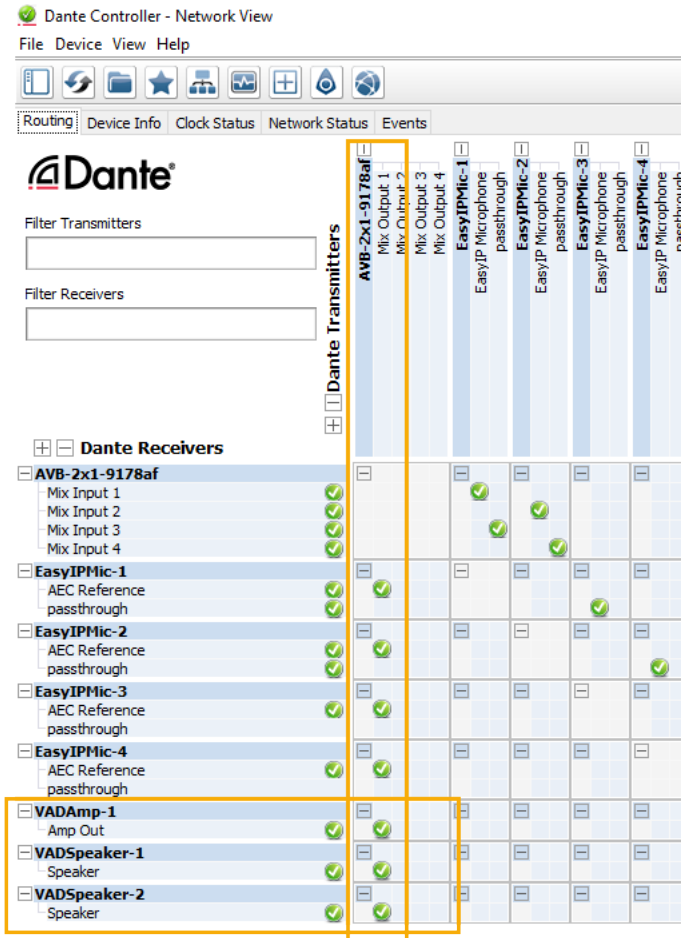 Dante Controller - Network View
File Device View Help
Routing Device Info Clock Status Network Status Events
Dante®
Filter Transmitters
Filter Receivers
Dante Transmitters
AVB-2x1-9178af
Mix Output 1
Mix Output 2
Mix Output 3
Mix Output 4
EasyIPMic-1
EasyIP Microphone
passthrough
EasyIPMic-2
EasyIP Microphone
passthrough
EasyIPMic-3
EasyIP Microphone
passthrough
EasyIPMic-4
EasyIP Microphone
passthrough
Dante Receivers
AVB-2x1-9178af
Mix Input 1
Mix Input 2
Mix Input 3
Mix Input 4
EasyIPMic-1
AEC Reference
passthrough
EasyIPMic-2
AEC Reference
passthrough
EasyIPMic-3
AEC Reference
passthrough
EasyIPMic-4
AEC Reference
passthrough
VADAmp-1
Amp Out
VADSpeaker-1
Speaker
VADSpeaker-2
Speaker